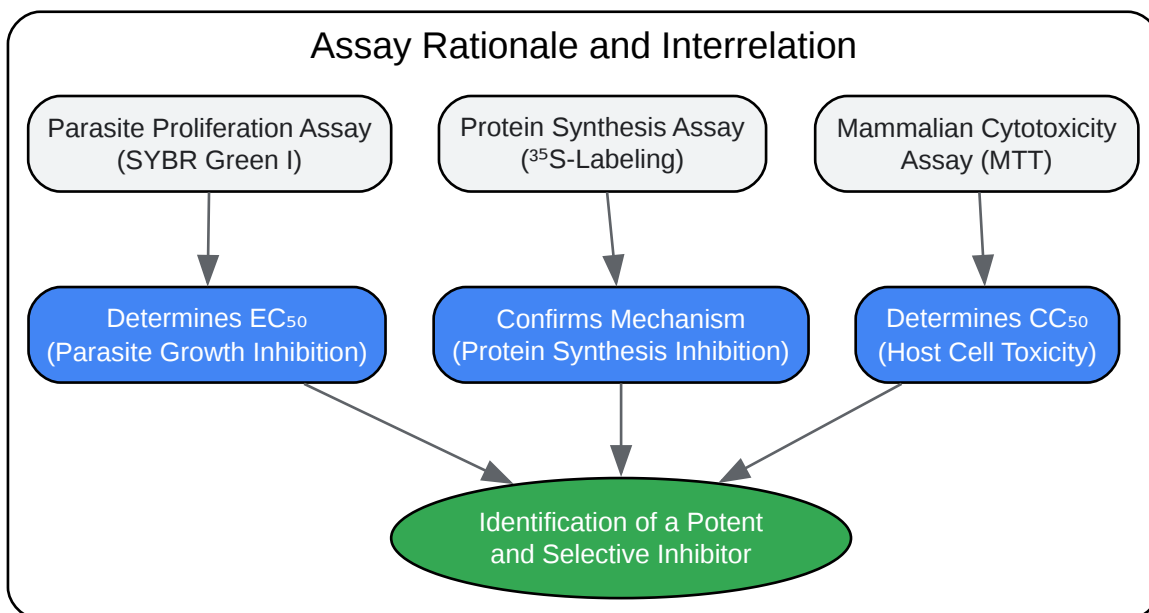 Assay Rationale and Interrelation
Parasite Proliferation Assay
(SYBR Green I)
Protein Synthesis Assay
(³⁵S-Labeling)
Mammalian Cytotoxicity
Assay (MTT)
Determines EC₅₀
(Parasite Growth Inhibition)
Confirms Mechanism
(Protein Synthesis Inhibition)
Determines CC₅₀
(Host Cell Toxicity)
Identification of a Potent
and Selective Inhibitor